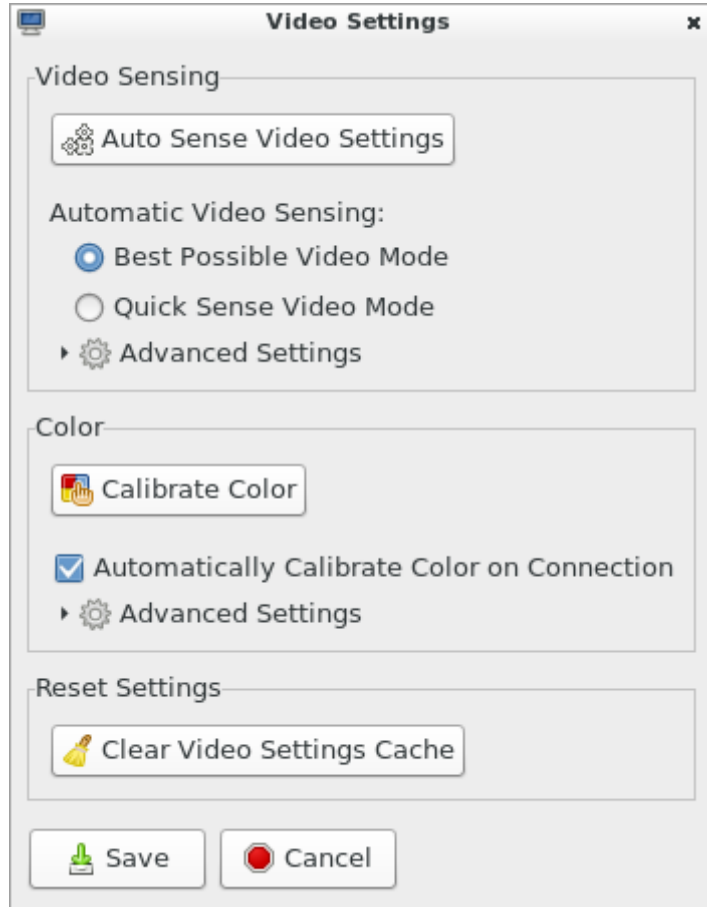 Video Settings
Video Sensing
Auto Sense Video Settings
Automatic Video Sensing:
Best Possible Video Mode
Quick Sense Video Mode
Advanced Settings
Color
Calibrate Color
Automatically Calibrate Color on Connection
Advanced Settings
Reset Settings
Clear Video Settings Cache
Save Cancel